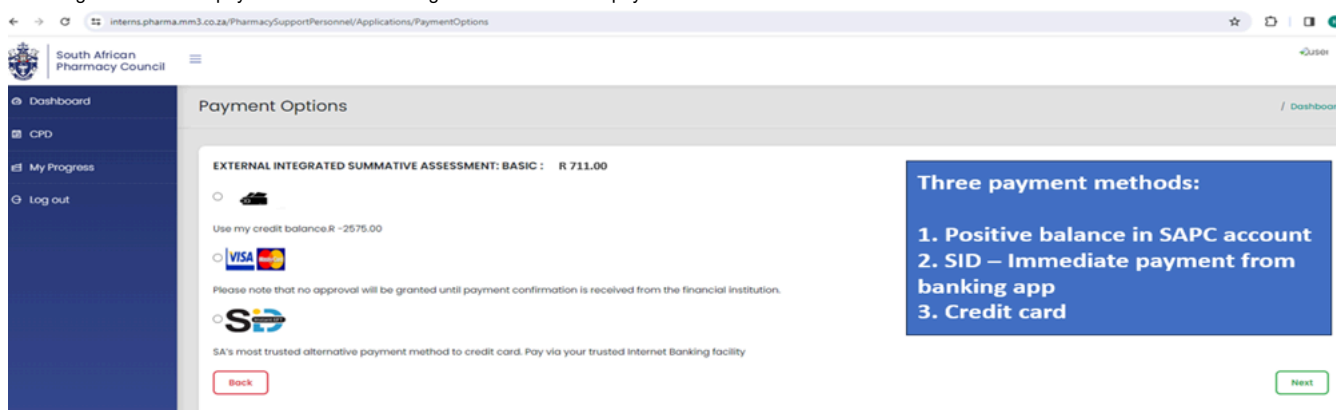 interns.pharma.mm3.co.za/PharmacySupportPersonnel/Applications/PaymentOptions
South African
Pharmacy Council
user
Dashboard
Payment Options
/ Dashboar
CPD
My Progress
Log out
EXTERNAL INTEGRATED SUMMATIVE ASSESSMENT: BASIC : R 711.00
Use my credit balance.R -2575.00
VISA MasterCard
Please note that no approval will be granted until payment confirmation is received from the financial institution.
SiD
SA's most trusted alternative payment method to credit card. Pay via your trusted Internet Banking facility
Back
Next
Three payment methods:
1. Positive balance in SAPC account
2. SID – Immediate payment from
banking app
3. Credit card